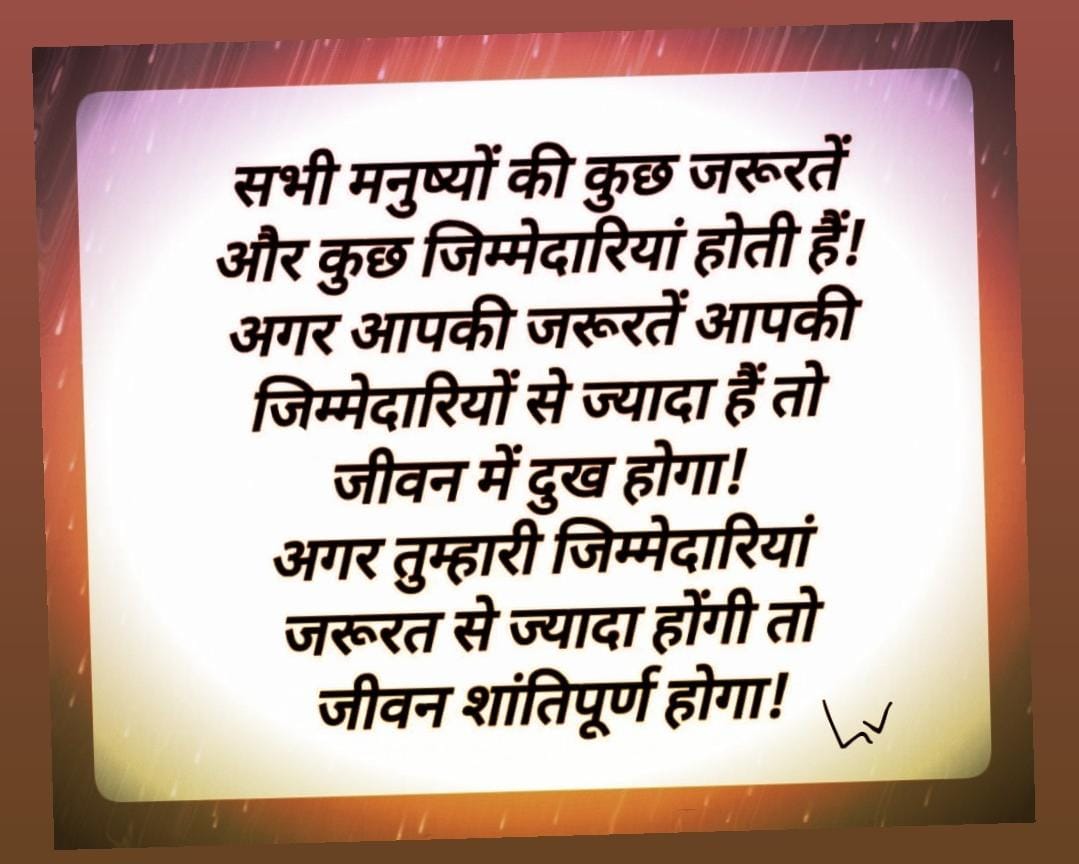 सभी मनुष्यों की कुछ जरूरतें
और कुछ जिम्मेदारियां होती हैं!
अगर आपकी जरूरतें आपकी
जिम्मेदारियों से ज्यादा हैं तो
जीवन में दुख होगा!
अगर तुम्हारी जिम्मेदारियां
जरूरत से ज्यादा होंगी तो
जीवन शांतिपूर्ण होगा!